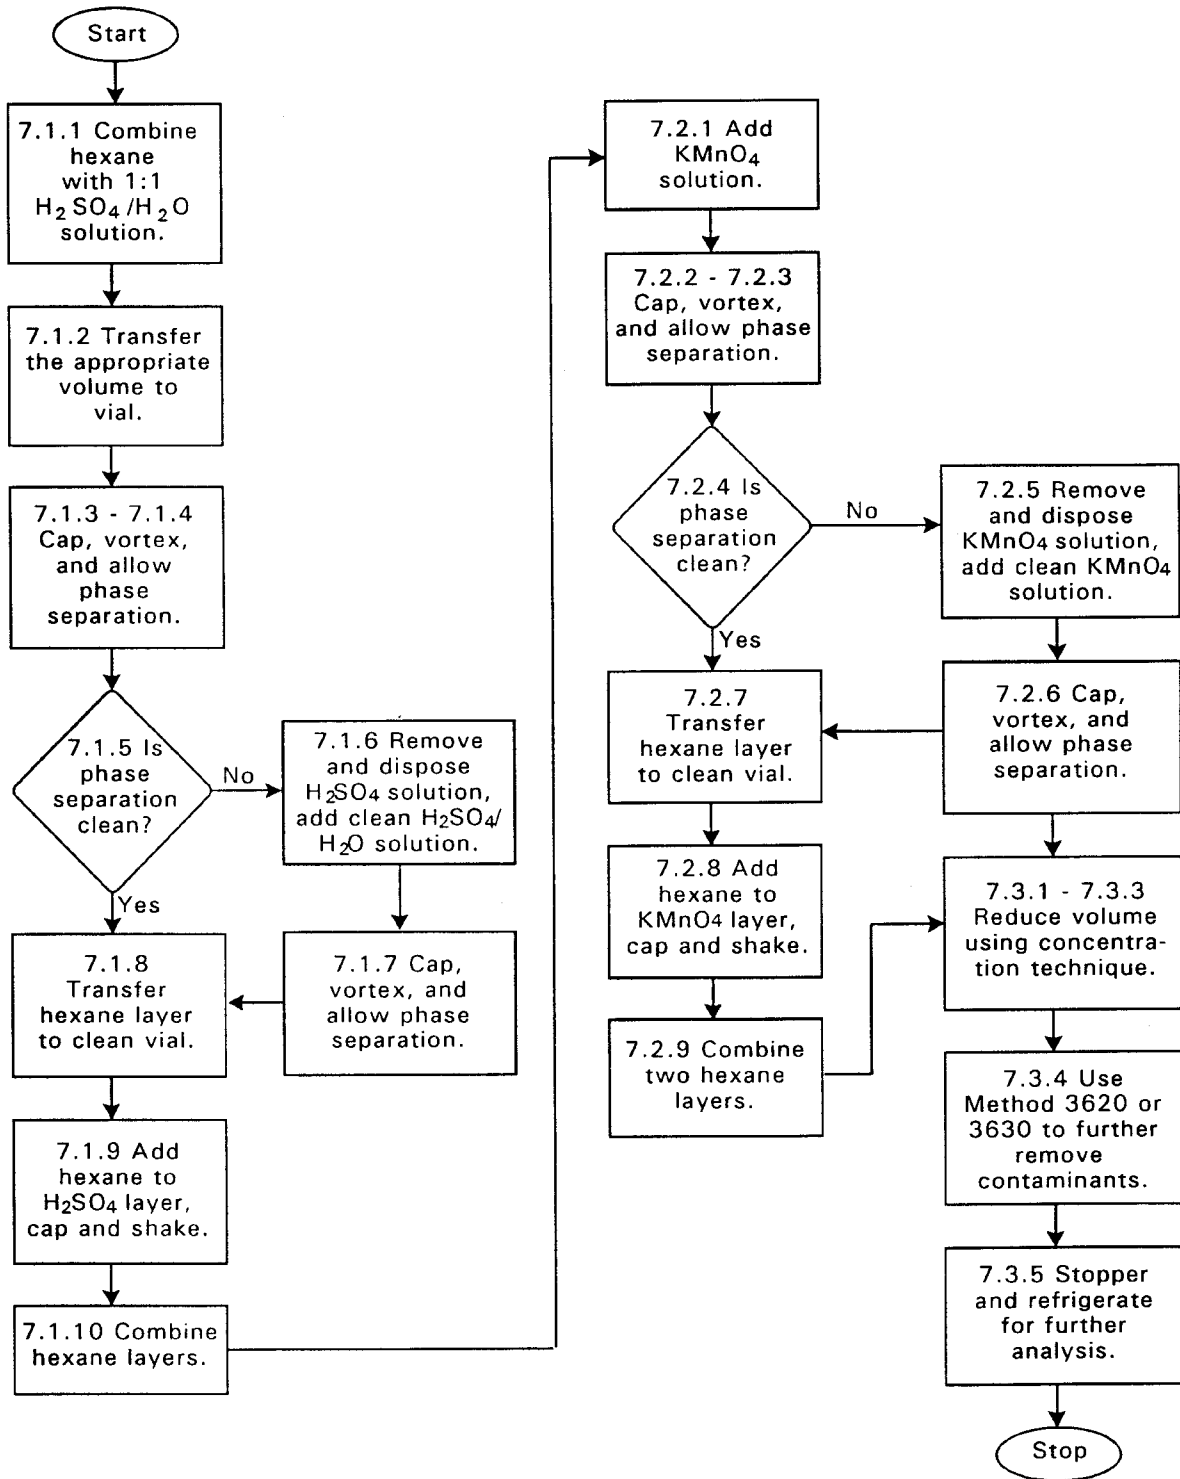 Start
7.1.1 Combine
hexane
with 1:1
H₂SO₄/H₂O
solution.
7.1.2 Transfer
the appropriate
volume to
vial.
7.1.3 - 7.1.4
Cap, vortex,
and allow
phase
separation.
7.1.5 Is
phase
separation
clean?
No
Yes
7.1.6 Remove
and dispose
H₂SO₄ solution,
add clean H₂SO₄/
H₂O solution.
7.1.7 Cap,
vortex, and
allow phase
separation.
7.1.8
Transfer
hexane layer
to clean vial.
7.1.9 Add
hexane to
H₂SO₄ layer,
cap and shake.
7.1.10 Combine
hexane layers.
7.2.1 Add
KMnO₄
solution.
7.2.2 - 7.2.3
Cap, vortex,
and allow phase
separation.
7.2.4 Is
phase
separation
clean?
No
Yes
7.2.5 Remove
and dispose
KMnO₄ solution,
add clean KMnO₄
solution.
7.2.6 Cap,
vortex, and
allow phase
separation.
7.2.7
Transfer
hexane layer
to clean vial.
7.2.8 Add
hexane to
KMnO₄ layer,
cap and shake.
7.2.9 Combine
two hexane
layers.
7.3.1 - 7.3.3
Reduce volume
using concentra-
tion technique.
7.3.4 Use
Method 3620 or
3630 to further
remove
contaminants.
7.3.5 Stopper
and refrigerate
for further
analysis.
Stop